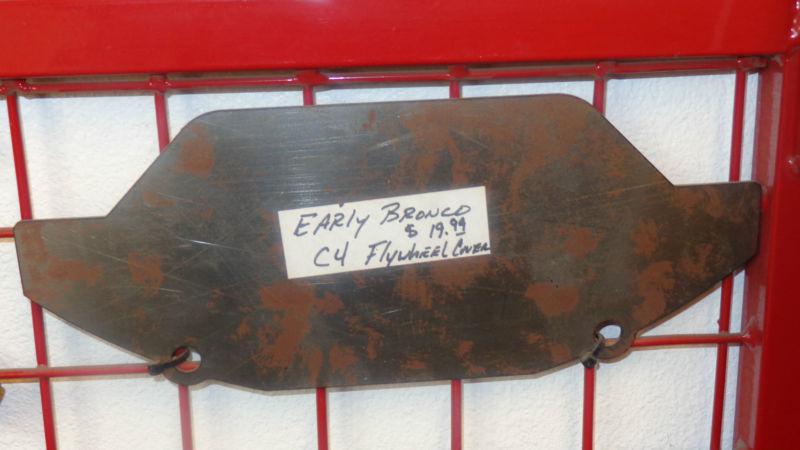 EARly BRONCO
$ 19.99
C4 FlywHEEL CovER